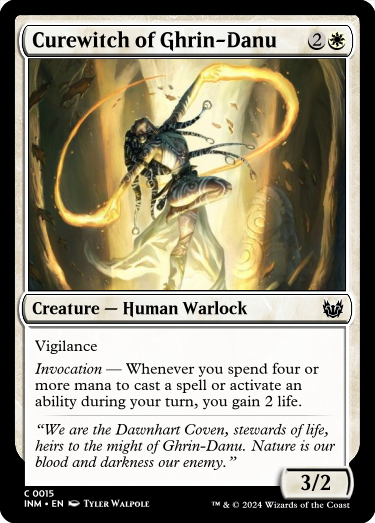 Curewitch of Ghrin-Danu 2
Creature — Human Warlock
Vigilance
Invocation — Whenever you spend four or
more mana to cast a spell or activate an
ability during your turn, you gain 2 life.
“We are the Dawnhart Coven, stewards of life,
heirs to the might of Ghrin-Danu. Nature is our
blood and darkness our enemy.”
3/2
C 0015
INM • EN Tyler Walpole
™ & © 2024 Wizards of the Coast